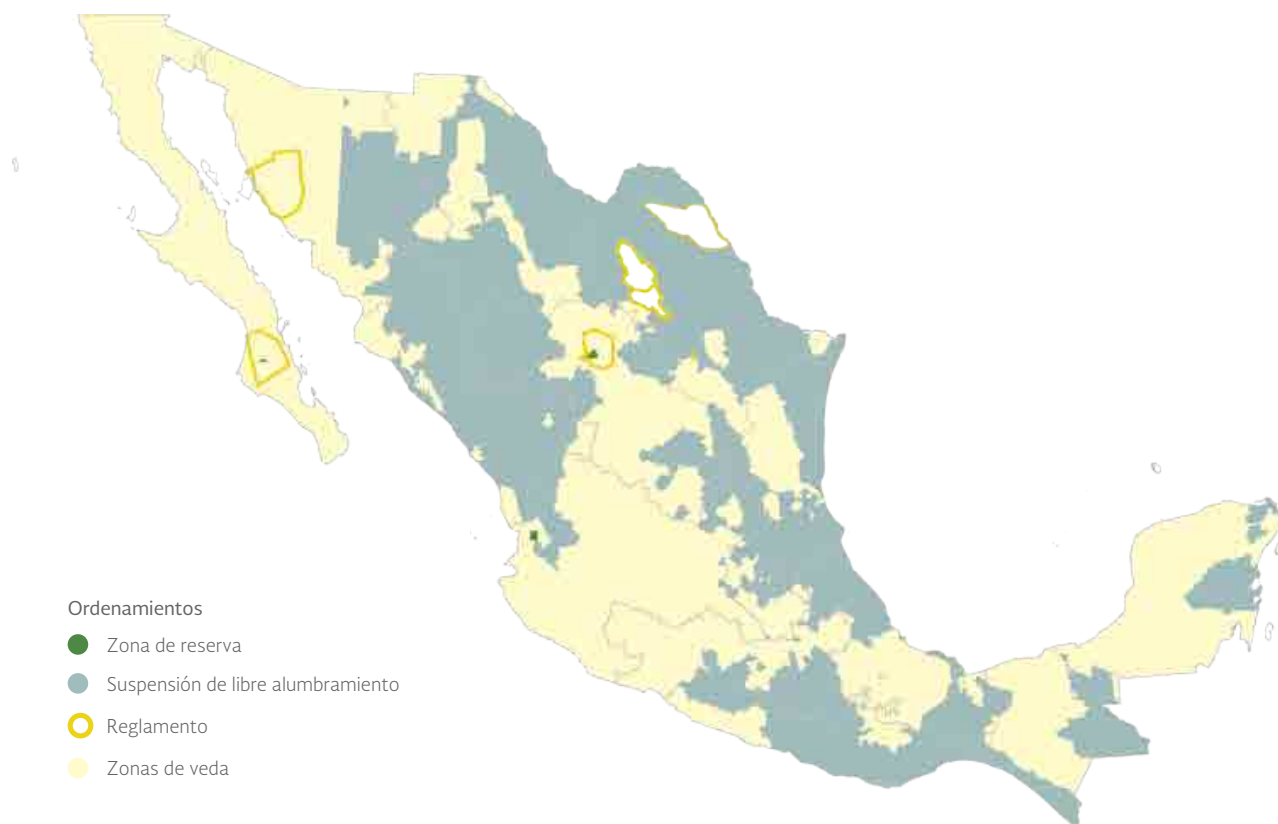 Ordenamientos
Zona de reserva
Suspensión de libre alumbramiento
Reglamento
Zonas de veda